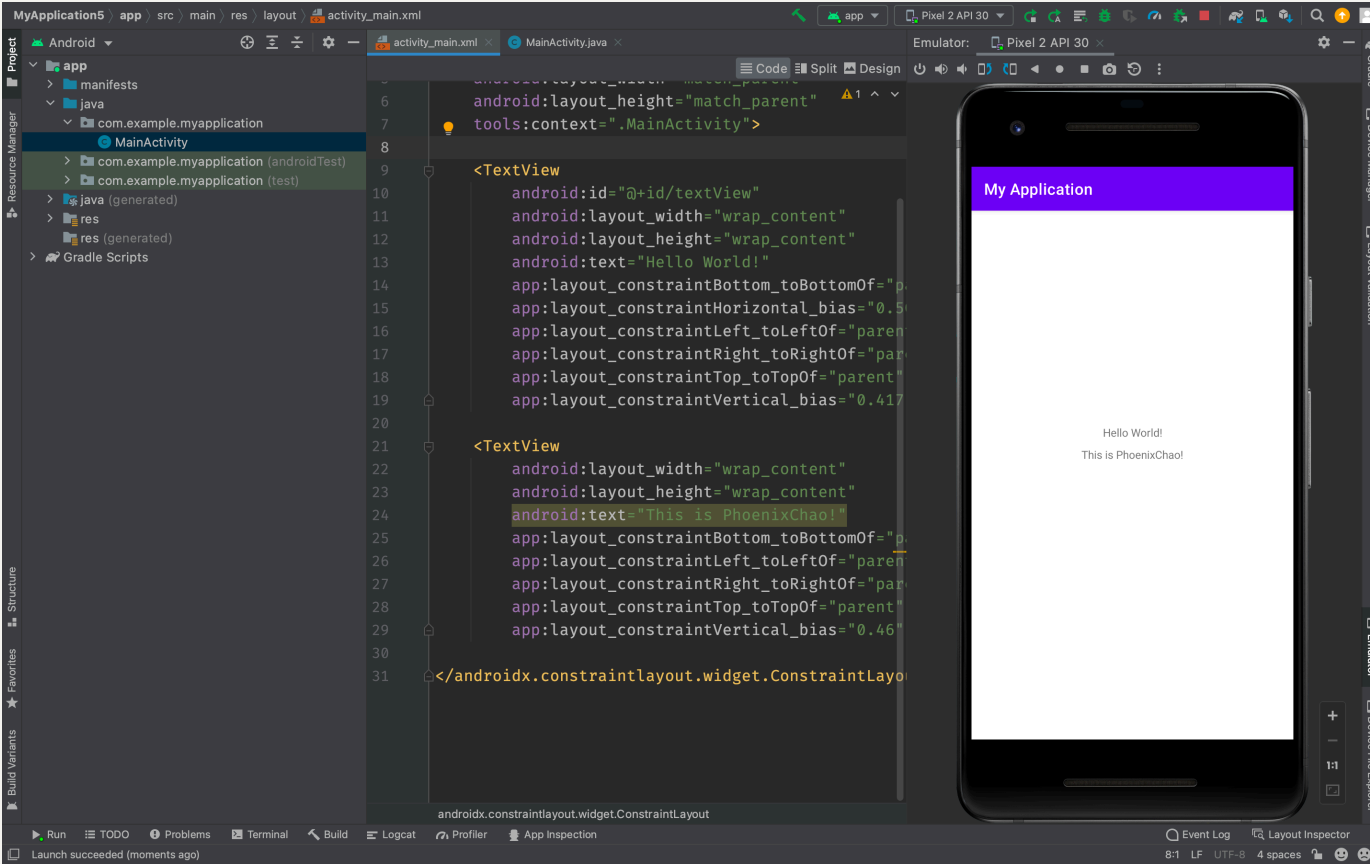 MyApplication5 app src main res layout activity_main.xml
app Pixel 2 API 30
Project
Resource Manager
Structure
Favorites
Build Variants
Android
app
manifests
java
com.example.myapplication
MainActivity
com.example.myapplication (androidTest)
com.example.myapplication (test)
java (generated)
res
res (generated)
Gradle Scripts
activity_main.xml MainActivity.java
Code Split Design
1
6 android:layout_height="match_parent"
7 tools:context=".MainActivity">
8
9 <TextView
10 android:id="@+id/textView"
11 android:layout_width="wrap_content"
12 android:layout_height="wrap_content"
13 android:text="Hello World!"
14 app:layout_constraintBottom_toBottomOf="p
15 app:layout_constraintHorizontal_bias="0.5
16 app:layout_constraintLeft_toLeftOf="paren
17 app:layout_constraintRight_toRightOf="par
18 app:layout_constraintTop_toTopOf="parent"
19 app:layout_constraintVertical_bias="0.417
20
21 <TextView
22 android:layout_width="wrap_content"
23 android:layout_height="wrap_content"
24 android:text="This is PhoenixChao!"
25 app:layout_constraintBottom_toBottomOf="p
26 app:layout_constraintLeft_toLeftOf="paren
27 app:layout_constraintRight_toRightOf="par
28 app:layout_constraintTop_toTopOf="parent"
29 app:layout_constraintVertical_bias="0.46"
30
31 </androidx.constraintlayout.widget.ConstraintLayo
androidx.constraintlayout.widget.ConstraintLayout
Emulator: Pixel 2 API 30
My Application
Hello World!
This is PhoenixChao!
1:1
Run TODO Problems Terminal Build Logcat Profiler App Inspection Event Log Layout Inspector
Launch succeeded (moments ago) 8:1 LF UTF-8 4 spaces